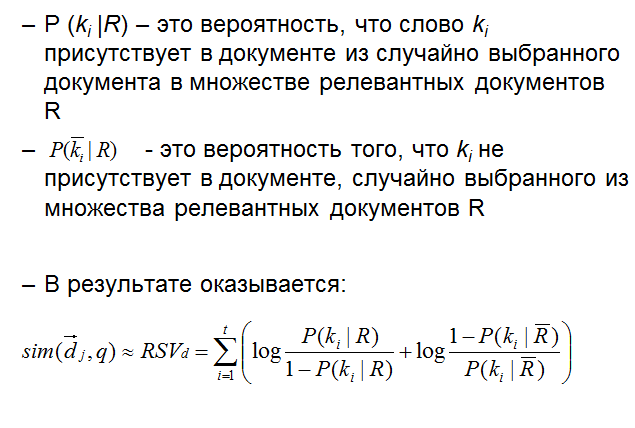 – P (kᵢ |R) – это вероятность, что слово kᵢ
присутствует в документе из случайно выбранного
документа в множестве релевантных документов
R
– P(k̅ᵢ | R) - это вероятность того, что kᵢ не
присутствует в документе, случайно выбранного из
множества релевантных документов R
– В результате оказывается:
sim(d⃗ⱼ, q) ≈ RSV_d = ∑_{i=1}^{t} ( log P(kᵢ | R) / (1 − P(kᵢ | R)) + log (1 − P(kᵢ | R̅)) / P(kᵢ | R̅) )